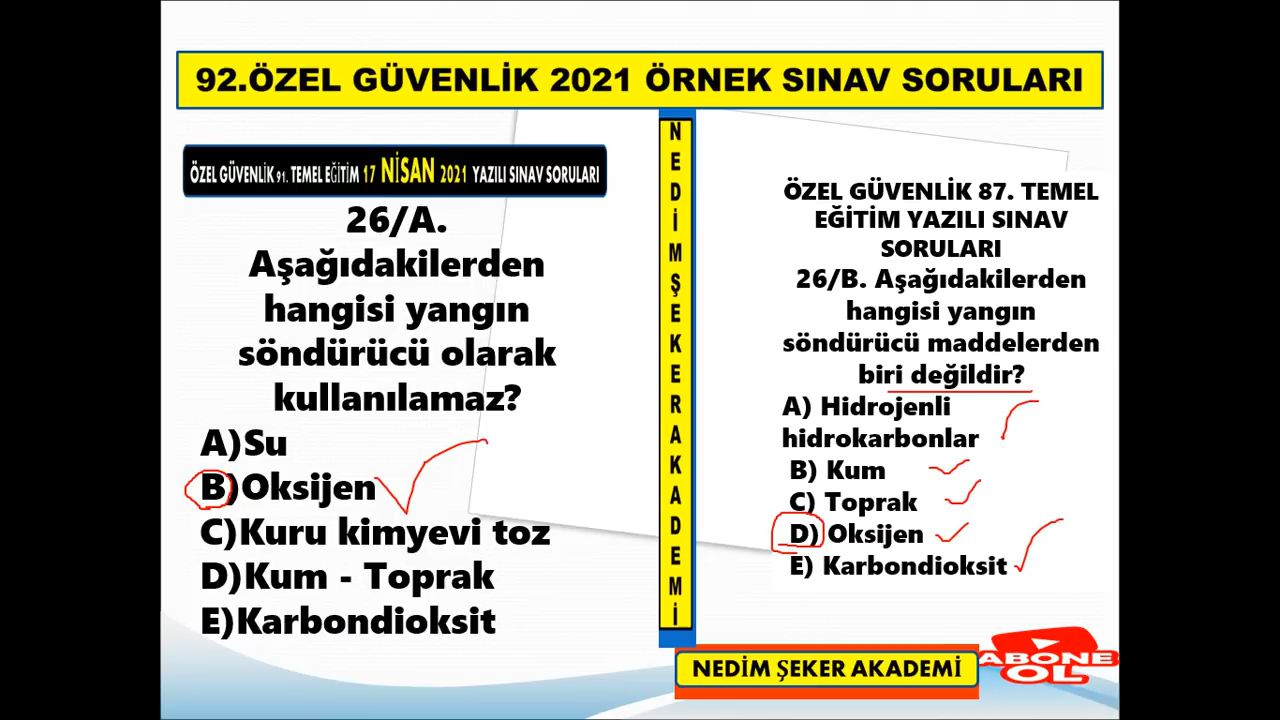 92.ÖZEL GÜVENLİK 2021 ÖRNEK SINAV SORULARI
ÖZEL GÜVENLİK 91. TEMEL EĞİTİM 17 NİSAN 2021 YAZILI SINAV SORULARI
26/A.
Aşağıdakilerden
hangisi yangın
söndürücü olarak
kullanılamaz?
A)Su
B)Oksijen
C)Kuru kimyevi toz
D)Kum - Toprak
E)Karbondioksit
N
E
D
İ
M
Ş
E
K
E
R
A
K
A
D
E
M
İ
ÖZEL GÜVENLİK 87. TEMEL
EĞİTİM YAZILI SINAV
SORULARI
26/B. Aşağıdakilerden
hangisi yangın
söndürücü maddelerden
biri değildir?
A) Hidrojenli
hidrokarbonlar
B) Kum
C) Toprak
D) Oksijen
E) Karbondioksit
NEDİM ŞEKER AKADEMİ
ABONE
OL